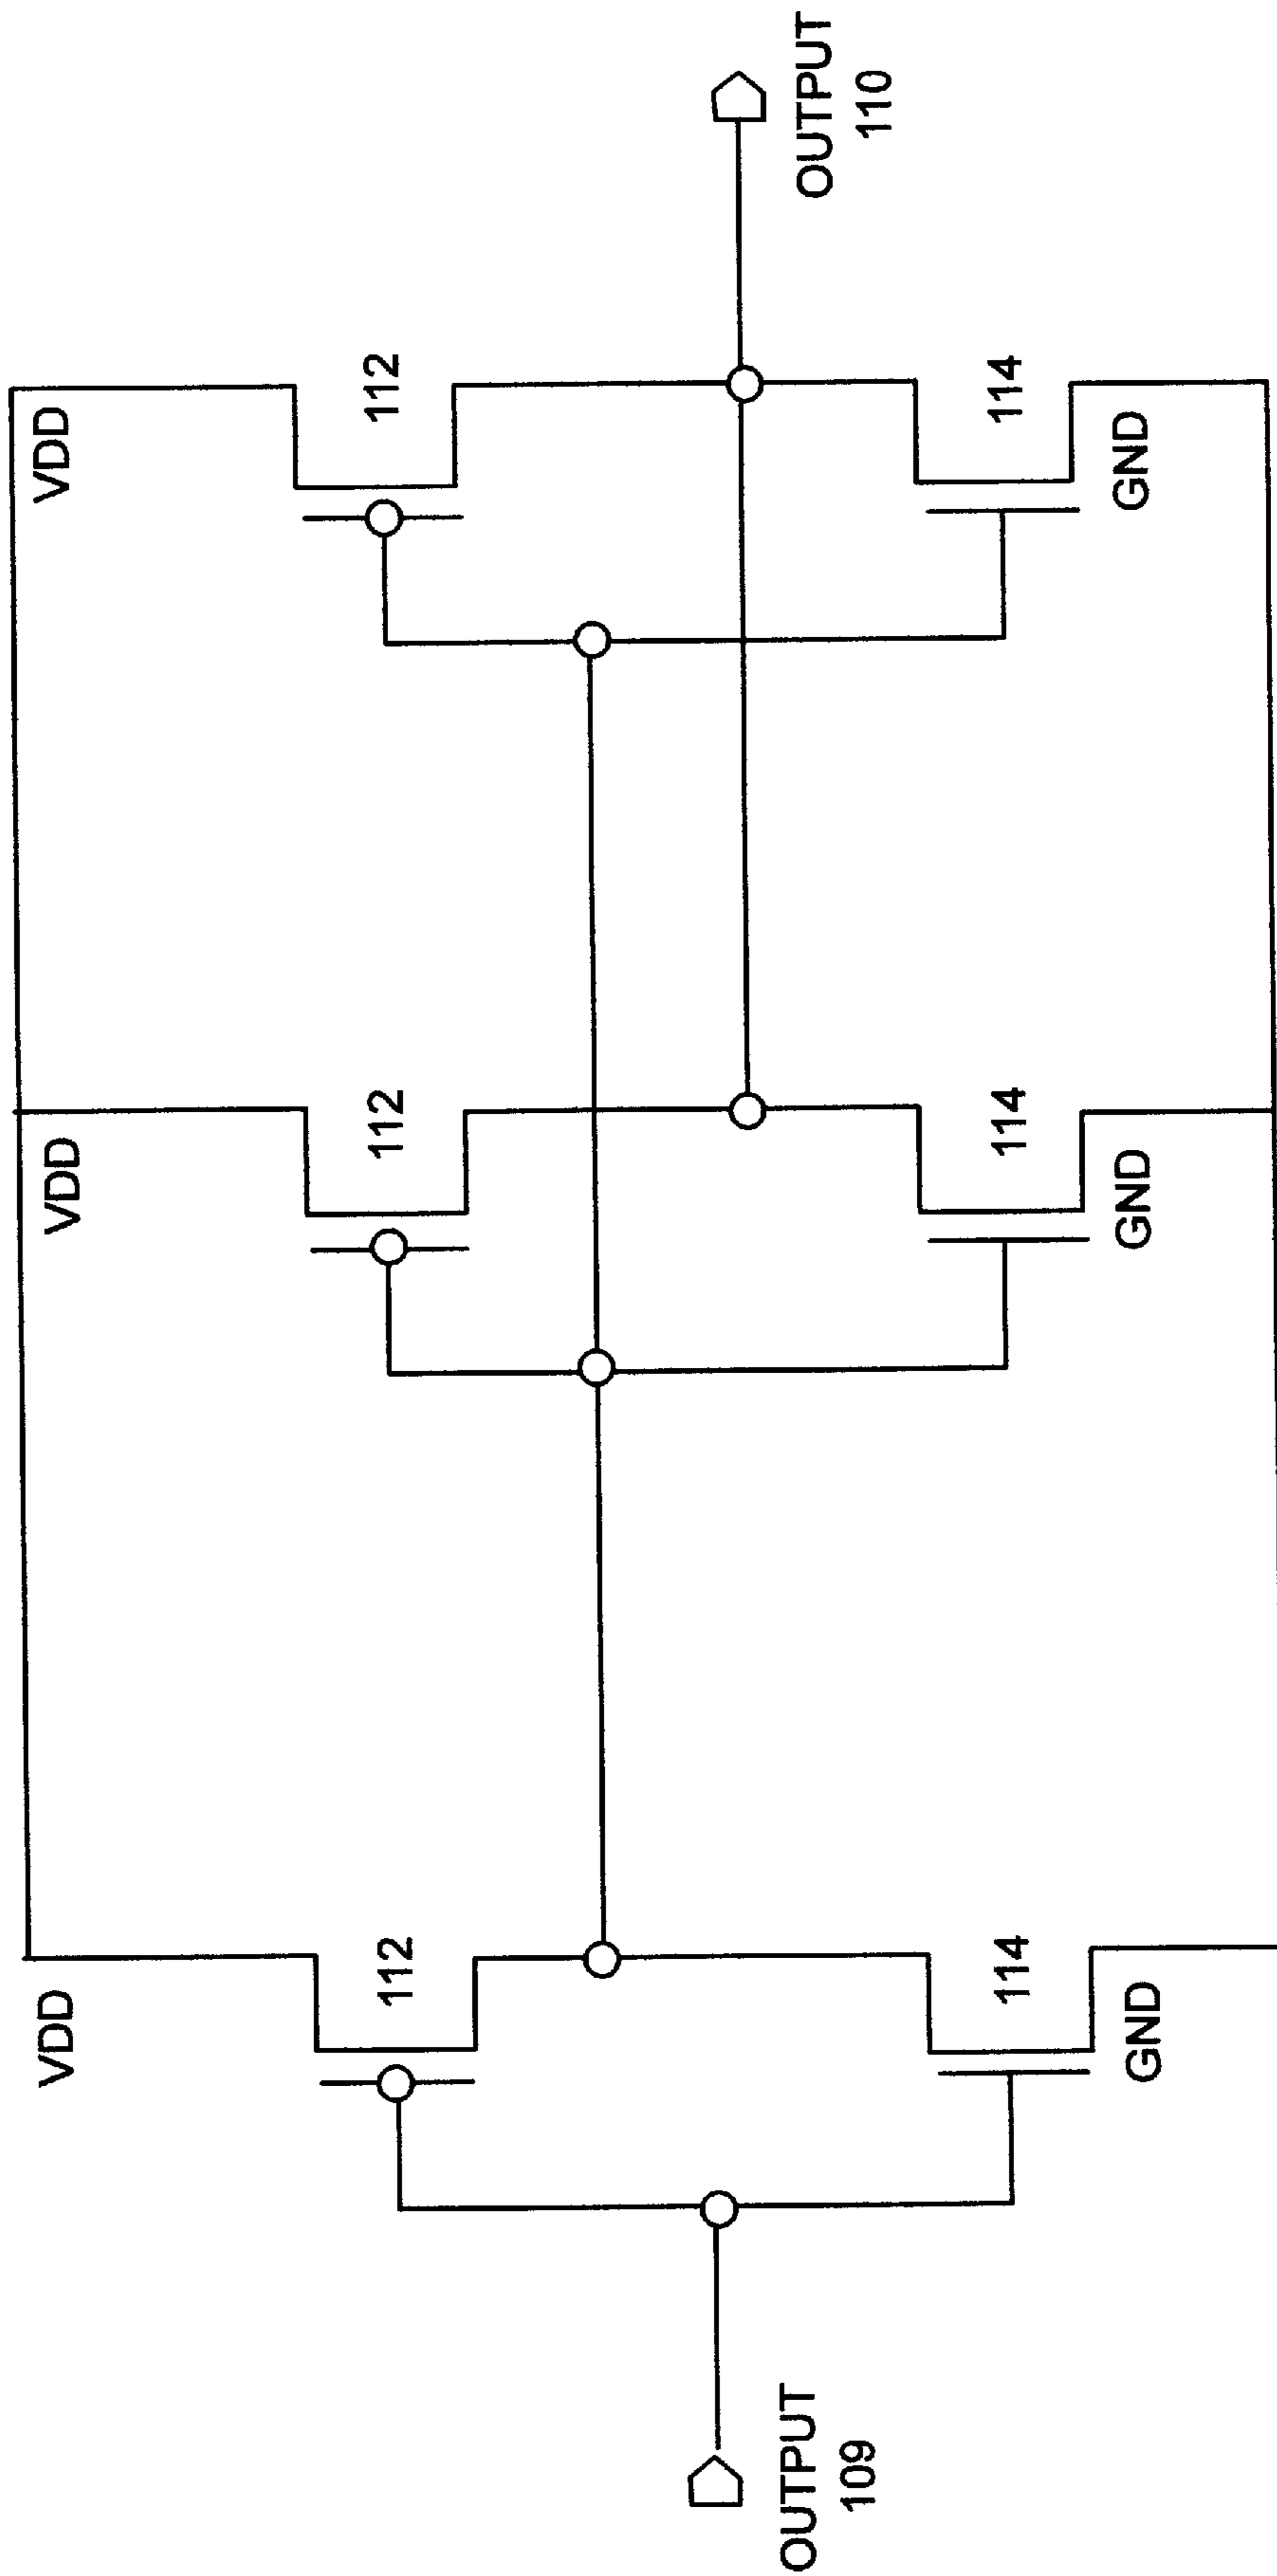 VDD
VDD
VDD
112
112
112
OUTPUT
109
OUTPUT
110
114
114
114
GND
GND
GND